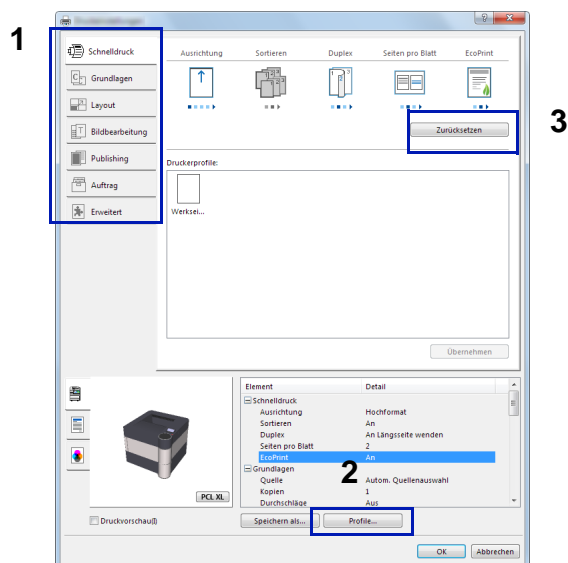 1
Schnelldruck
Grundlagen
Layout
Bildbearbeitung
Publishing
Auftrag
Erweitert
Ausrichtung Sortieren Duplex Seiten pro Blatt EcoPrint
Zurücksetzen
3
Druckerprofile:
Werksei...
Übernehmen
Element Detail
Schnelldruck
Ausrichtung Hochformat
Sortieren An
Duplex An Längsseite wenden
Seiten pro Blatt 2
EcoPrint An
Grundlagen
Quelle Autom. Quellenauswahl
Kopien 1
Durchschläge Aus
2
PCL XL
Druckvorschau(I)
Speichern als...
Profile...
OK
Abbrechen